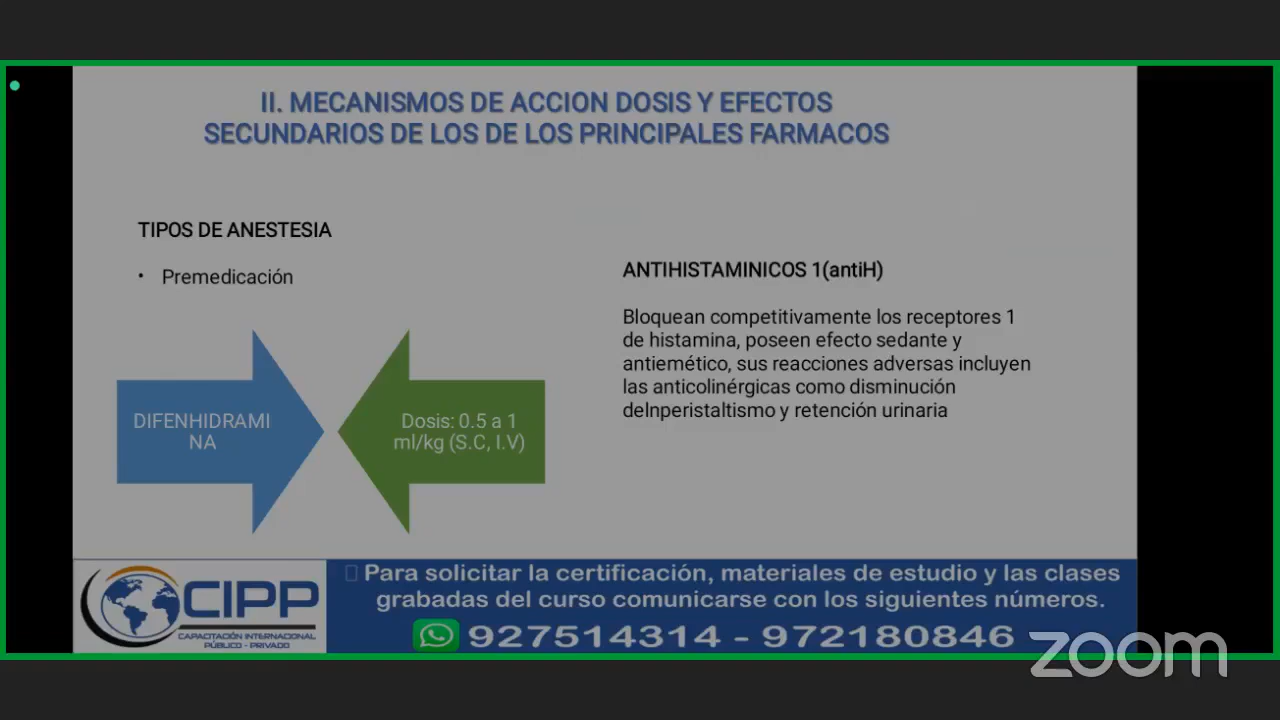 II. MECANISMOS DE ACCION DOSIS Y EFECTOS
SECUNDARIOS DE LOS DE LOS PRINCIPALES FARMACOS
TIPOS DE ANESTESIA
• Premedicación
DIFENHIDRAMI
NA
Dosis: 0.5 a 1
ml/kg (S.C, I.V)
ANTIHISTAMINICOS 1(antiH)
Bloquean competitivamente los receptores 1
de histamina, poseen efecto sedante y
antiemético, sus reacciones adversas incluyen
las anticolinérgicas como disminución
delnperistaltismo y retención urinaria
CIPP
CAPACITACIÓN INTERNACIONAL
PÚBLICO - PRIVADO
Para solicitar la certificación, materiales de estudio y las clases
grabadas del curso comunicarse con los siguientes números.
927514314 - 972180846
zoom